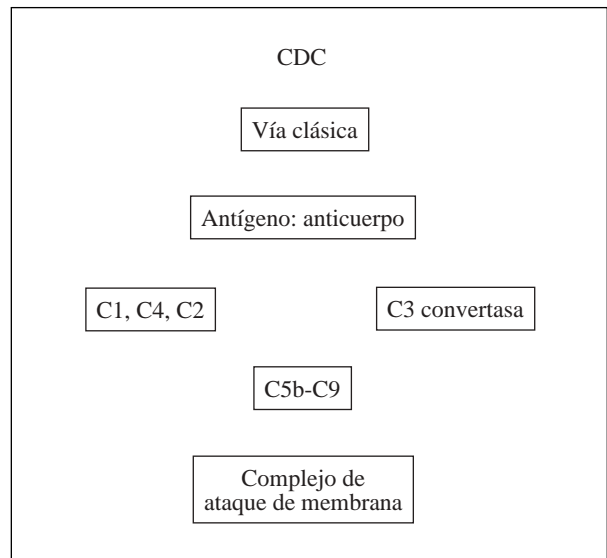 CDC
Vía clásica
Antígeno: anticuerpo
C1, C4, C2
C3 convertasa
C5b-C9
Complejo de
ataque de membrana